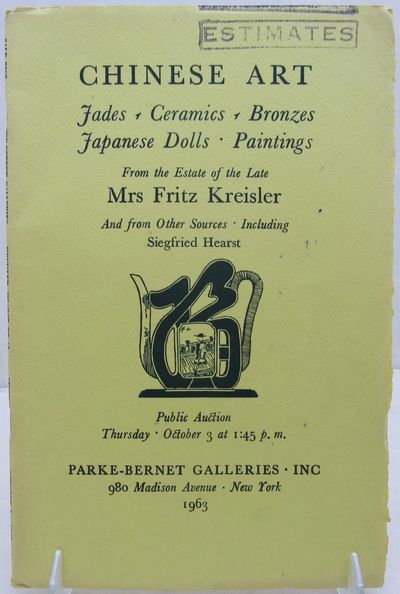 ESTIMATES
CHINESE ART
Jades · Ceramics · Bronzes
Japanese Dolls · Paintings
From the Estate of the Late
Mrs Fritz Kreisler
And from Other Sources · Including
Siegfried Hearst
Public Auction
Thursday · October 3 at 1:45 p. m.
PARKE-BERNET GALLERIES · INC
980 Madison Avenue · New York
1963